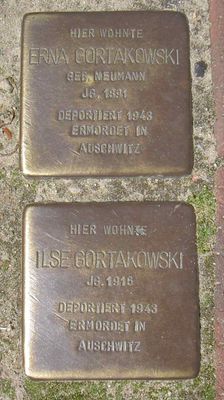 HIER WOHNTE
ERNA GORTAKOWSKI
GEB. NEUMANN
JG. 1891
DEPORTIERT 1943
ERMORDET IN
AUSCHWITZ
HIER WOHNTE
ILSE GORTAKOWSKI
JG. 1916
DEPORTIERT 1943
ERMORDET IN
AUSCHWITZ